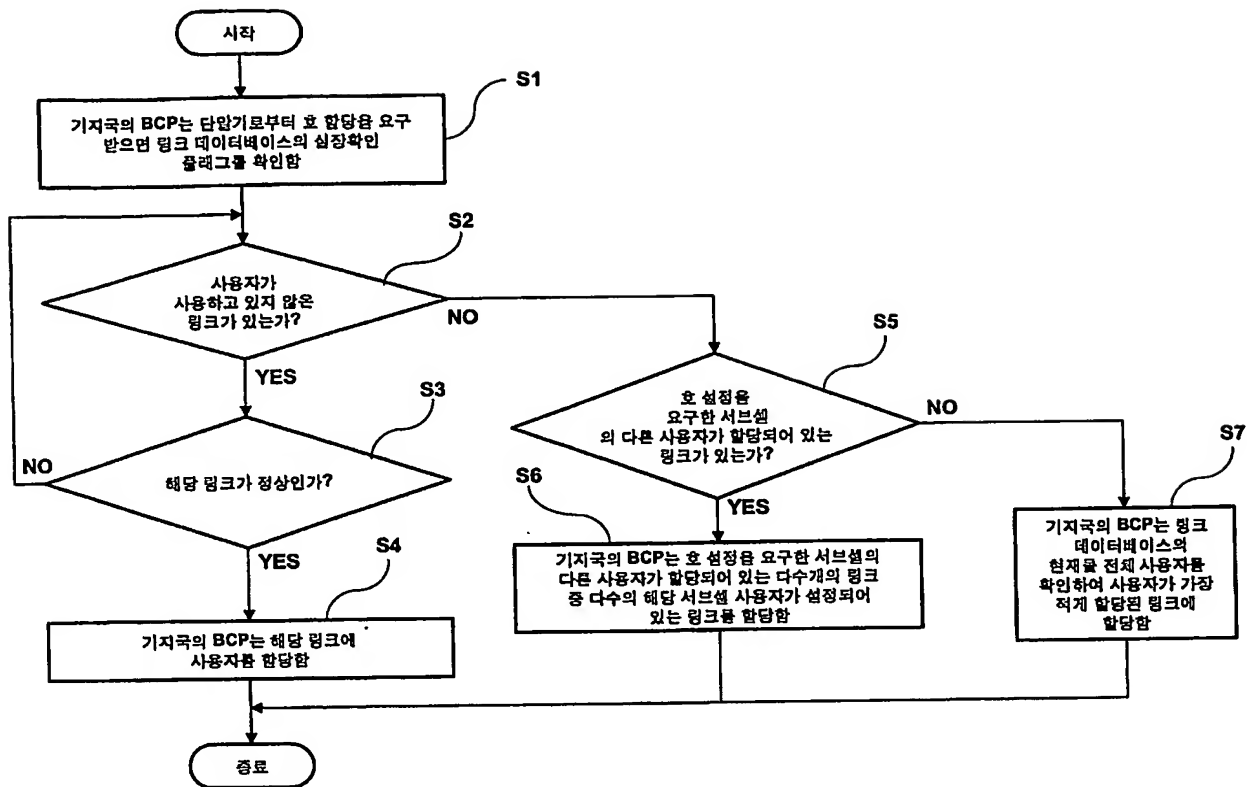 시작
S1
기지국의 BCP는 단말기로부터 호 할당을 요구
받으면 링크 데이터베이스의 실장확인
플래그를 확인함
S2
사용자가
사용하고 있지 않은
링크가 있는가?
NO
YES
S3
해당 링크가 정상인가?
NO
YES
S4
기지국의 BCP는 해당 링크에
사용자를 할당함
S5
호 설정을
요구한 서브셀
의 다른 사용자가 할당되어 있는
링크가 있는가?
NO
YES
S6
기지국의 BCP는 호 설정을 요구한 서브셀의
다른 사용자가 할당되어 있는 다수개의 링크
중 다수의 해당 서브셀 사용자가 설정되어
있는 링크를 할당함
S7
기지국의 BCP는 링크
데이터베이스의
현재물 전체 사용자를
확인하여 사용자가 가장
적게 할당된 링크에
할당함
종료